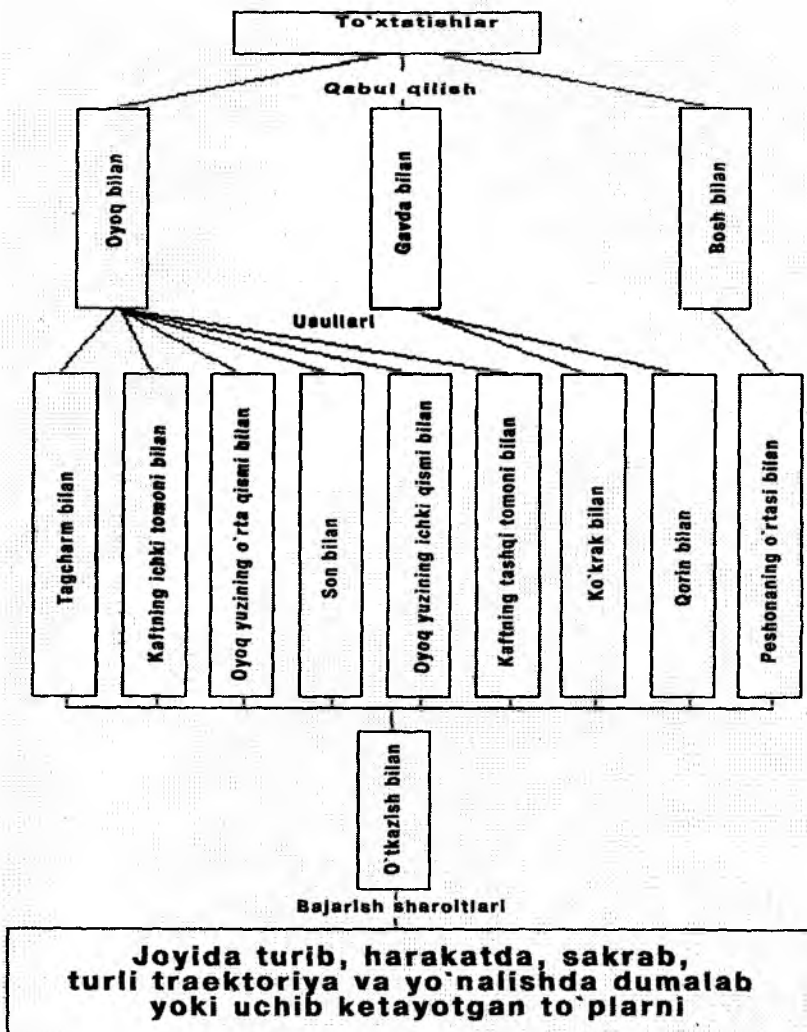 To`xtatishlar
Qabul qilish
Oyoq bilan
Gavda bilan
Bosh bilan
Usullari
Tagcharm bilan
Kaftning ichki tomoni bilan
Oyoq yuzining o`rta qismi bilan
Son bilan
Oyoq yuzining ichki qismi bilan
Kaftning tashqi tomoni bilan
Ko`krak bilan
Qorin bilan
Peshonaning o`rtasi bilan
O`tkazish bilan
Bajarish sharoitlari
Joyida turib, harakatda, sakrab,
turli traektoriya va yo`nalishda dumalab
yoki uchib ketayotgan to`plarni